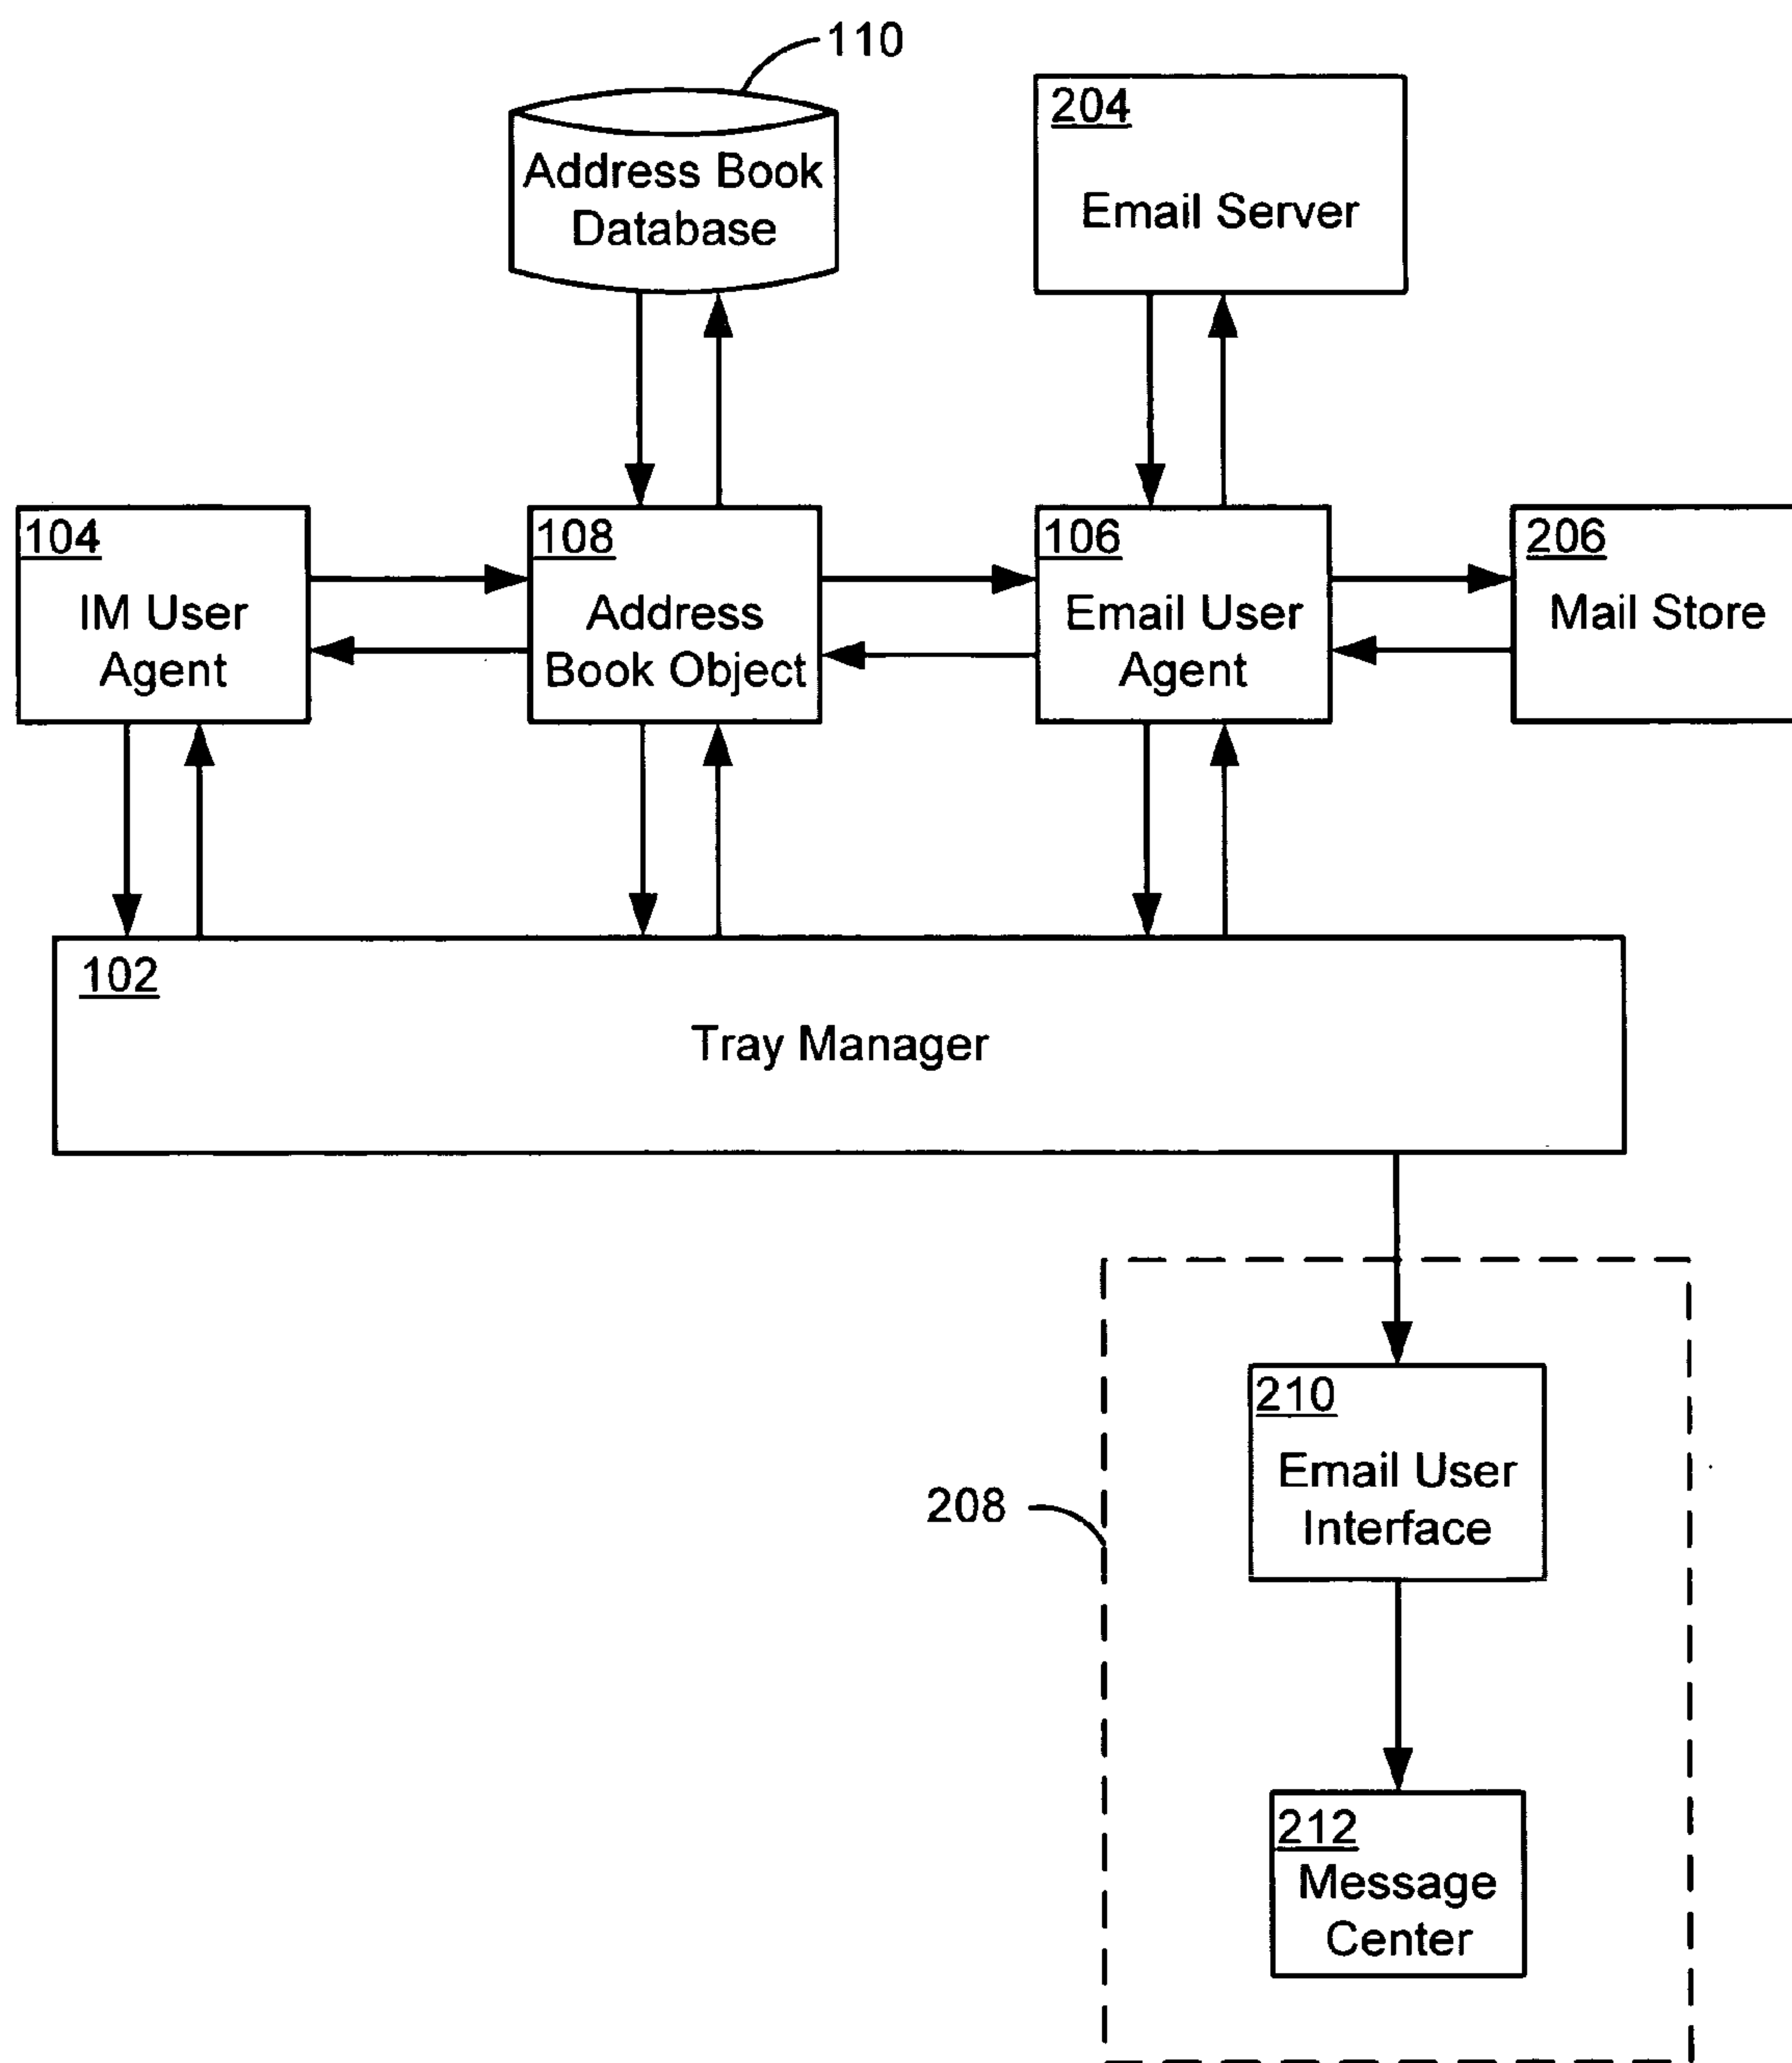 110
Address Book
Database
204
Email Server
104
IM User
Agent
108
Address
Book Object
106
Email User
Agent
206
Mail Store
102
Tray Manager
208
210
Email User
Interface
212
Message
Center